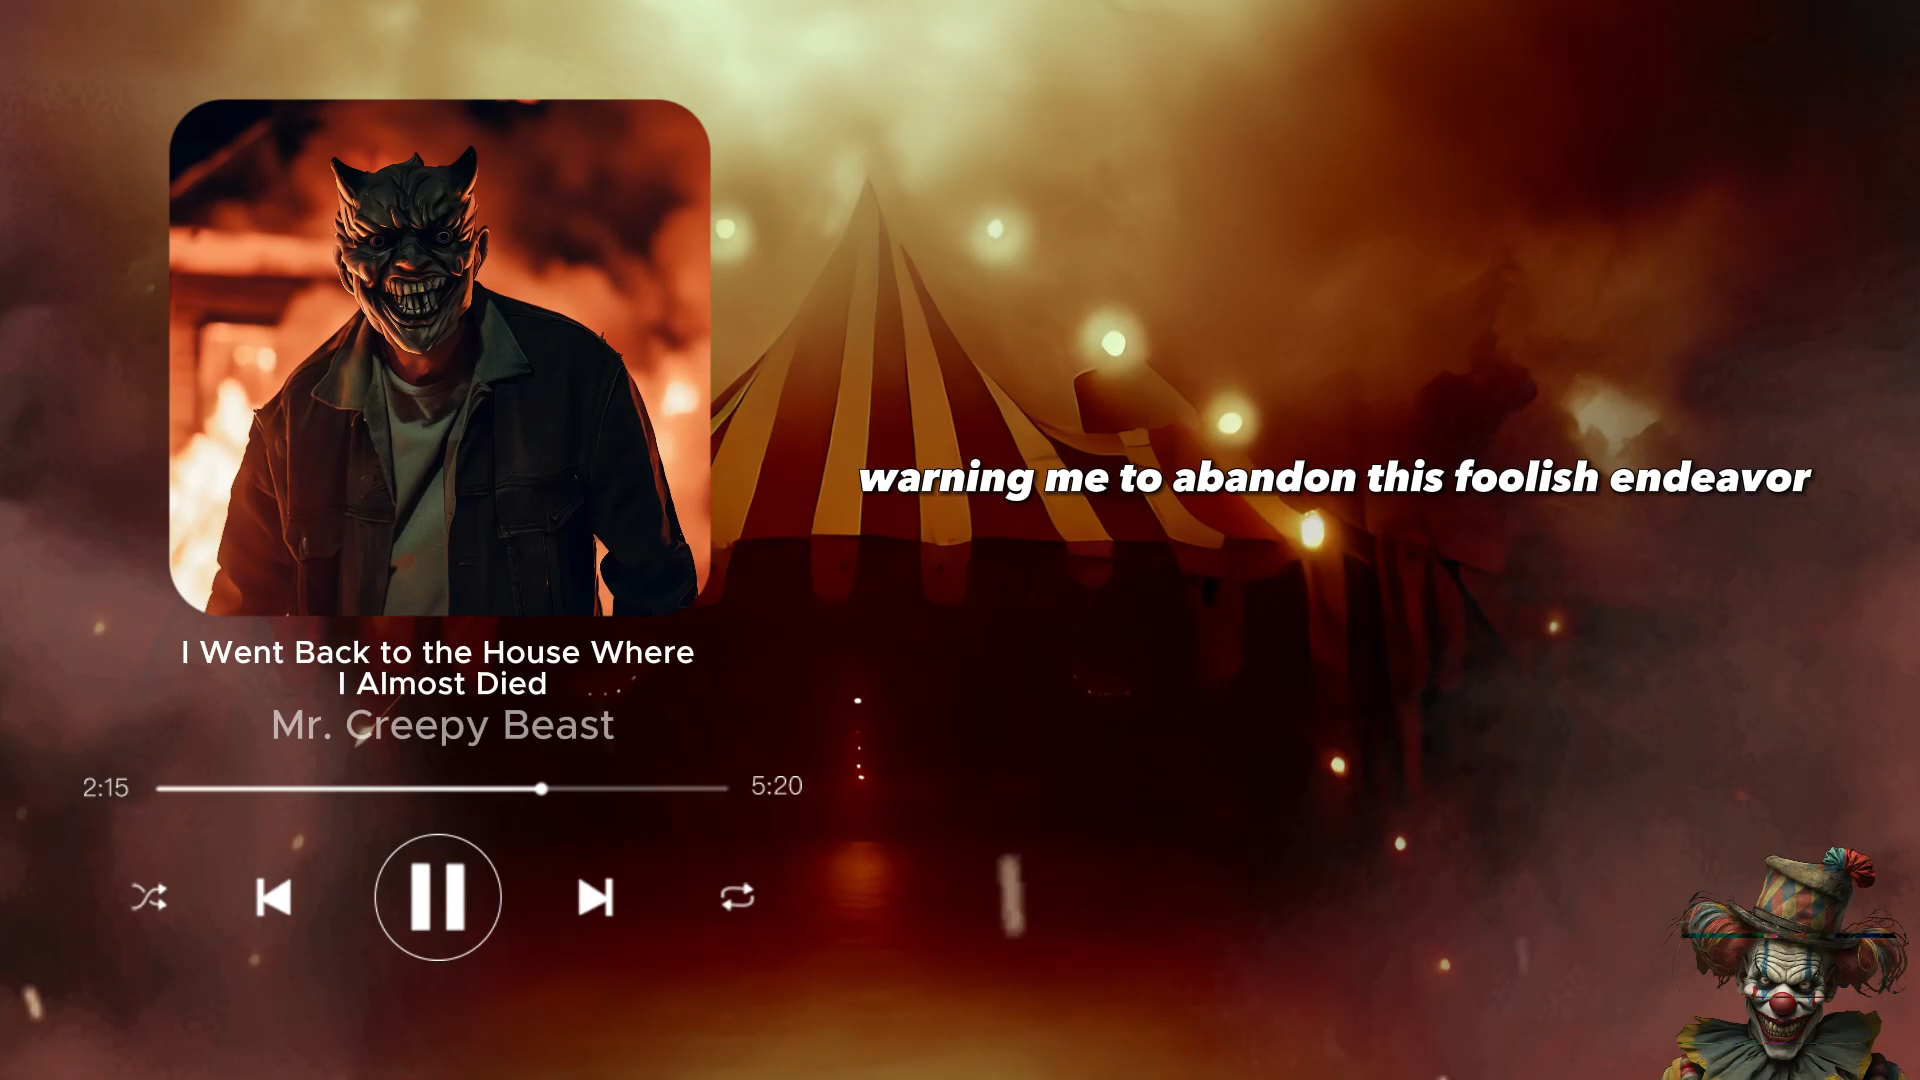 I Went Back to the House Where
I Almost Died
Mr. Creepy Beast
2:15
5:20
warning me to abandon this foolish endeavor